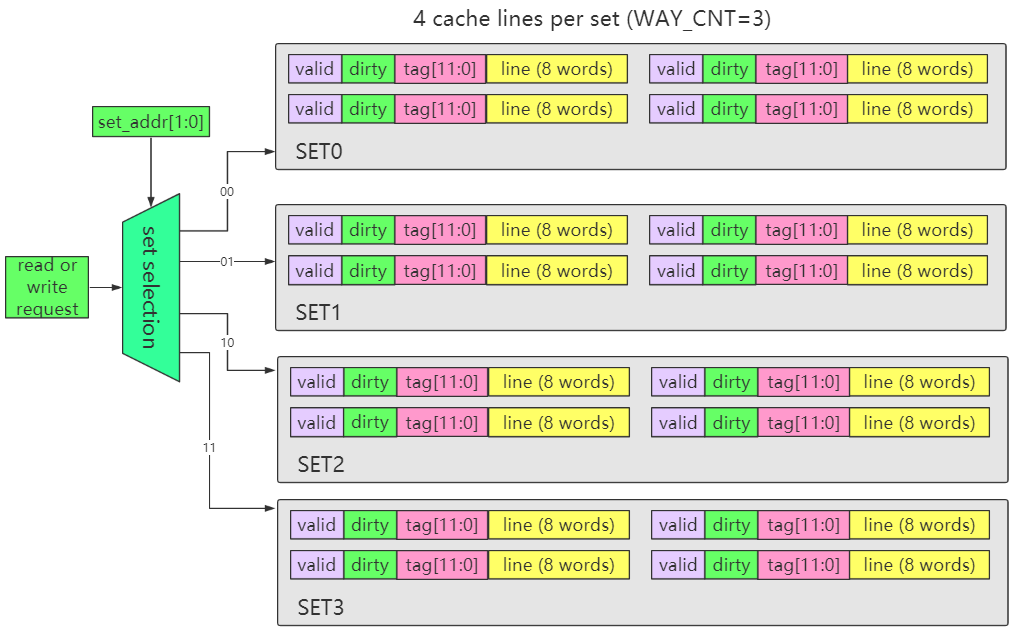 4 cache lines per set (WAY_CNT=3)
set_addr[1:0]
read or
write
request
set selection
00
01
10
11
valid dirty tag[11:0] line (8 words) valid dirty tag[11:0] line (8 words)
valid dirty tag[11:0] line (8 words) valid dirty tag[11:0] line (8 words)
SET0
valid dirty tag[11:0] line (8 words) valid dirty tag[11:0] line (8 words)
valid dirty tag[11:0] line (8 words) valid dirty tag[11:0] line (8 words)
SET1
valid dirty tag[11:0] line (8 words) valid dirty tag[11:0] line (8 words)
valid dirty tag[11:0] line (8 words) valid dirty tag[11:0] line (8 words)
SET2
valid dirty tag[11:0] line (8 words) valid dirty tag[11:0] line (8 words)
valid dirty tag[11:0] line (8 words) valid dirty tag[11:0] line (8 words)
SET3